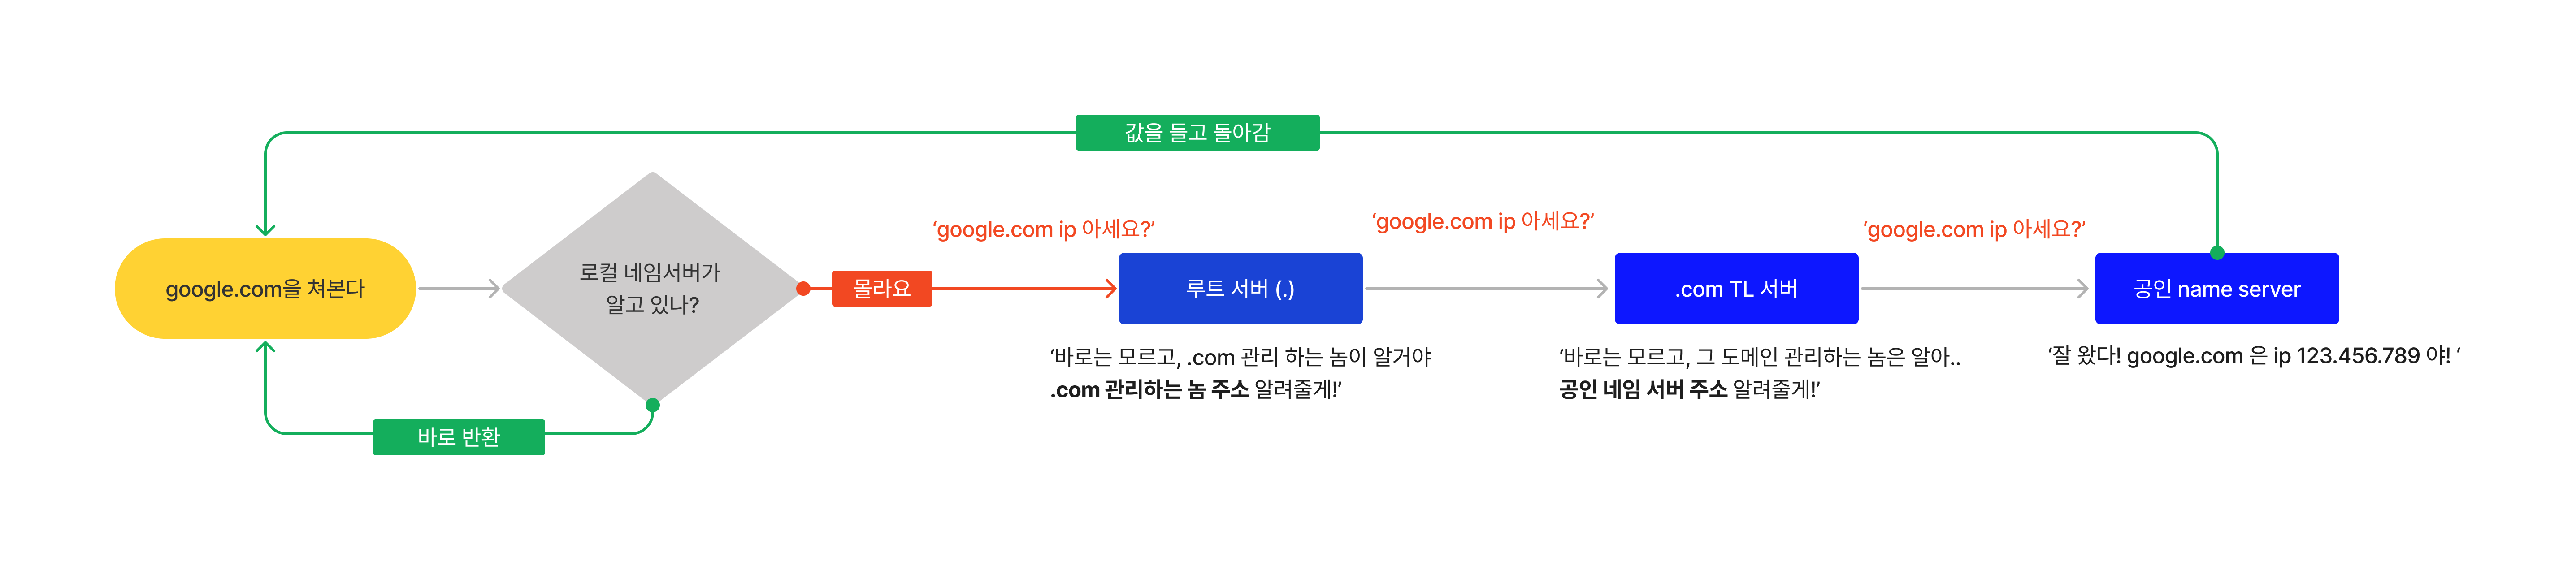 값을 들고 돌아감
google.com을 쳐본다
로컬 네임서버가
알고 있나?
바로 반환
몰라요
‘google.com ip 아세요?’
루트 서버 (.)
‘바로는 모르고, .com 관리 하는 놈이 알거야
.com 관리하는 놈 주소 알려줄게!’
‘google.com ip 아세요?’
.com TL 서버
‘바로는 모르고, 그 도메인 관리하는 놈은 알아..
공인 네임 서버 주소 알려줄게!’
‘google.com ip 아세요?’
공인 name server
‘잘 왔다! google.com 은 ip 123.456.789 야! ‘